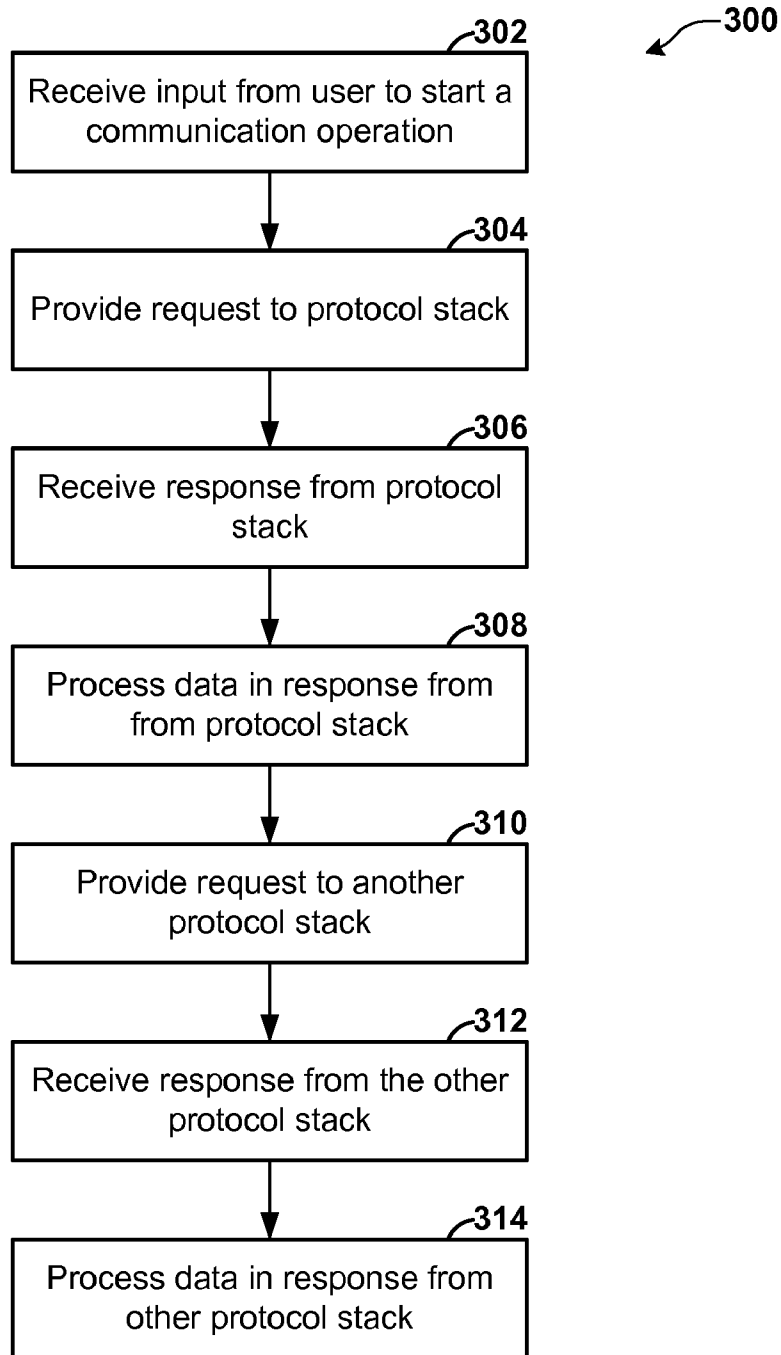 300
302
Receive input from user to start a
communication operation
304
Provide request to protocol stack
306
Receive response from protocol
stack
308
Process data in response from
from protocol stack
310
Provide request to another
protocol stack
312
Receive response from the other
protocol stack
314
Process data in response from
other protocol stack